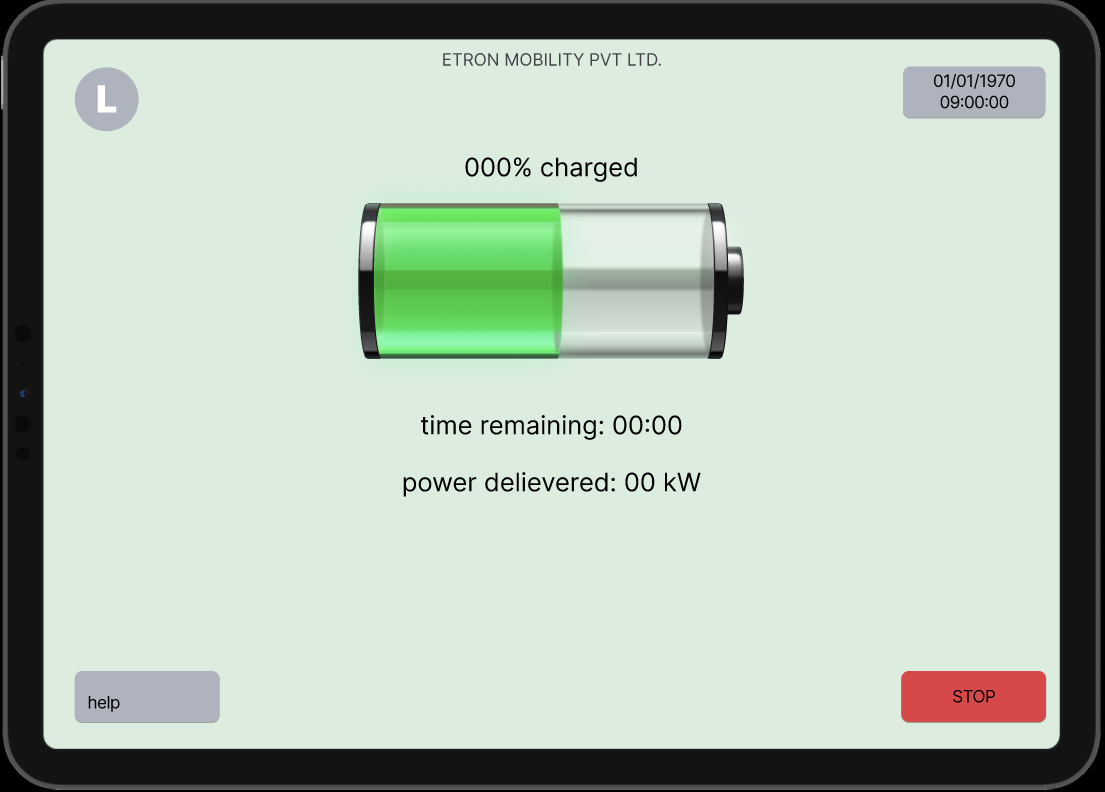 ETRON MOBILITY PVT LTD.
L
01/01/1970
09:00:00
000% charged
time remaining: 00:00
power delievered: 00 kW
help
STOP